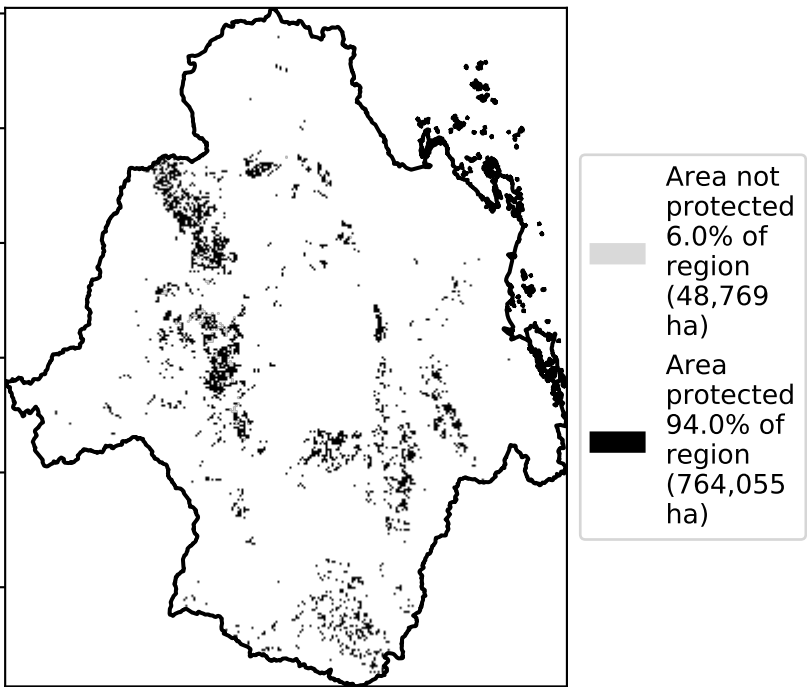 Area not
protected
6.0% of
region
(48,769
ha)
Area
protected
94.0% of
region
(764,055
ha)